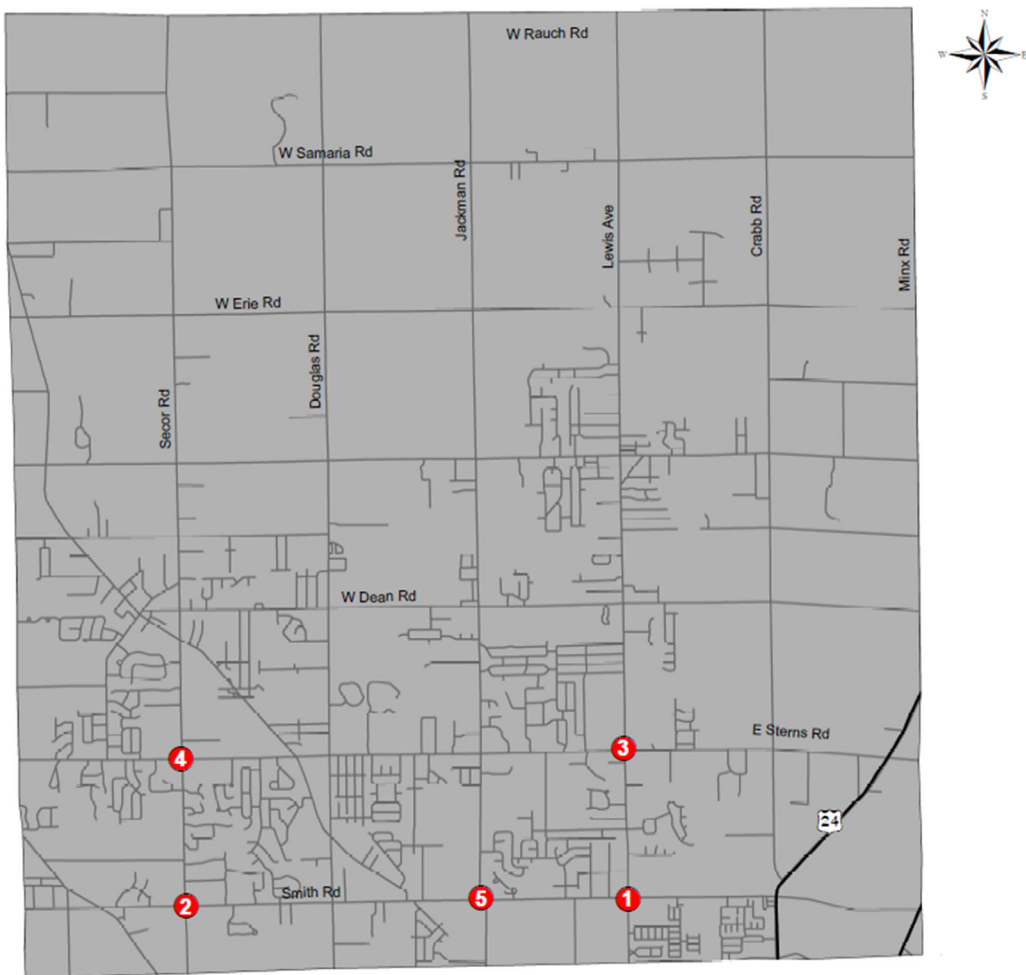 W Rauch Rd
N
W
E
S
W Samaria Rd
Jackman Rd
Lewis Ave
Crabb Rd
Minx Rd
W Erie Rd
Douglas Rd
Secor Rd
W Dean Rd
E Sterns Rd
3
4
24
Smith Rd
2
5
1